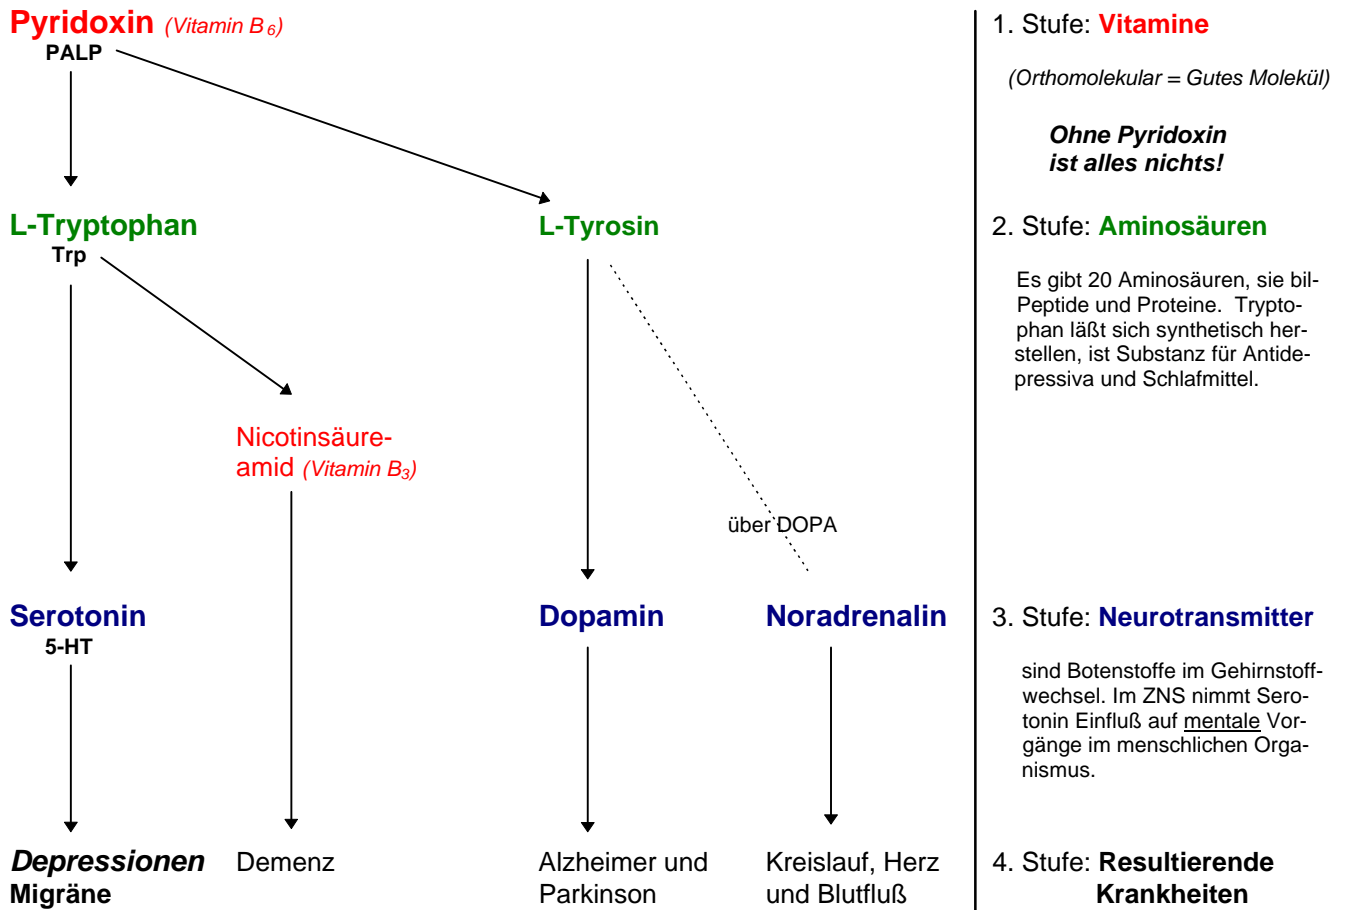 Pyridoxin (Vitamin B6)
PALP
L-Tryptophan
Trp
L-Tyrosin
Nicotinsäure-
amid (Vitamin B3)
über DOPA
Serotonin
5-HT
Dopamin
Noradrenalin
Depressionen
Migräne
Demenz
Alzheimer und
Parkinson
Kreislauf, Herz
und Blutfluß
1. Stufe: Vitamine
(Orthomolekular = Gutes Molekül)
Ohne Pyridoxin
ist alles nichts!
2. Stufe: Aminosäuren
Es gibt 20 Aminosäuren, sie bil-
Peptide und Proteine. Trypto-
phan läßt sich synthetisch her-
stellen, ist Substanz für Antide-
pressiva und Schlafmittel.
3. Stufe: Neurotransmitter
sind Botenstoffe im Gehirnstoff-
wechsel. Im ZNS nimmt Sero-
tonin Einfluß auf mentale Vor-
gänge im menschlichen Orga-
nismus.
4. Stufe: Resultierende
Krankheiten